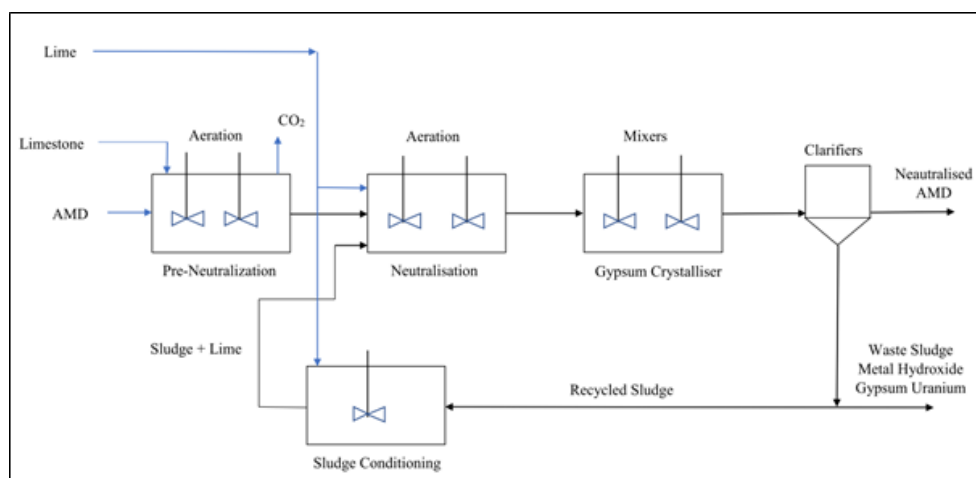 Lime
CO₂
Aeration
Aeration
Mixers
Clarifiers
Limestone
Neautralised
AMD
AMD
Pre-Neutralization
Neutralisation
Gypsum Crystalliser
Sludge + Lime
Waste Sludge
Metal Hydroxide
Gypsum Uranium
Recycled Sludge
Sludge Conditioning